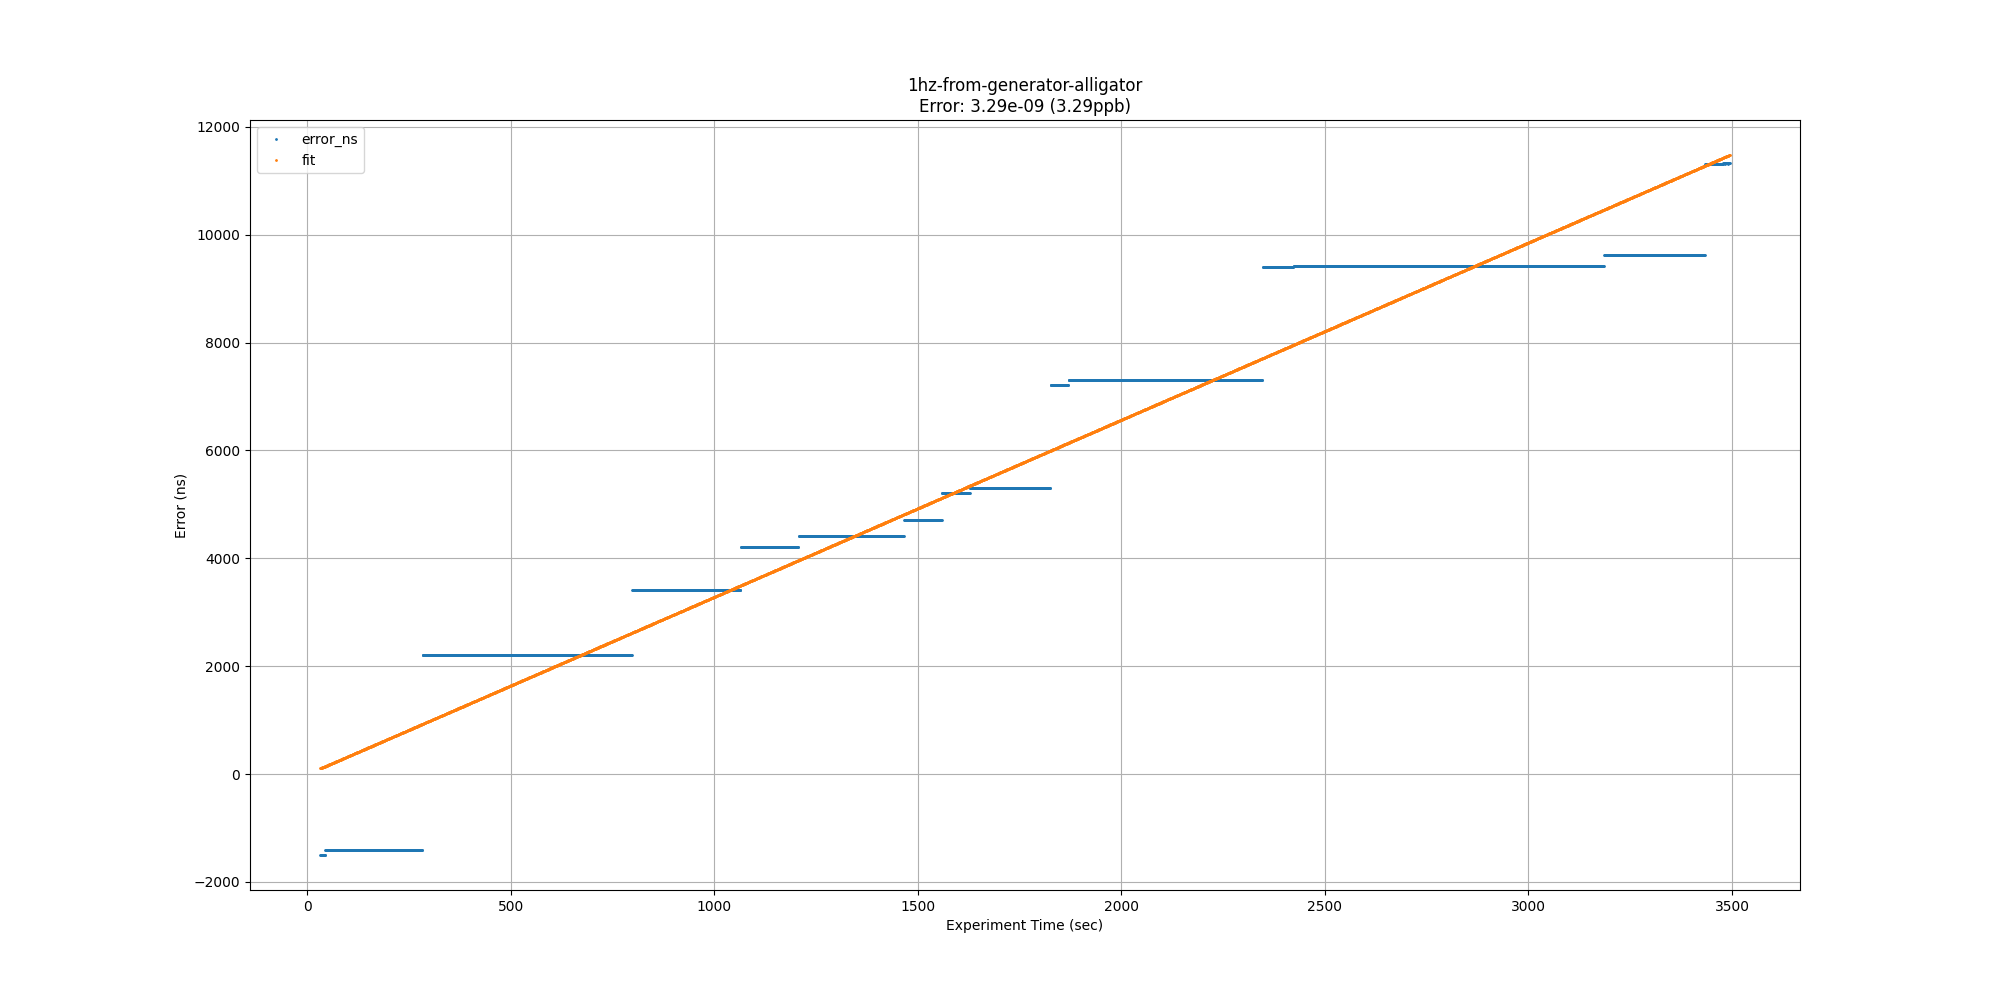 1hz-from-generator-alligator
Error: 3.29e-09 (3.29ppb)
error_ns
fit
12000
10000
8000
6000
4000
2000
0
−2000
Error (ns)
0 500 1000 1500 2000 2500 3000 3500
Experiment Time (sec)